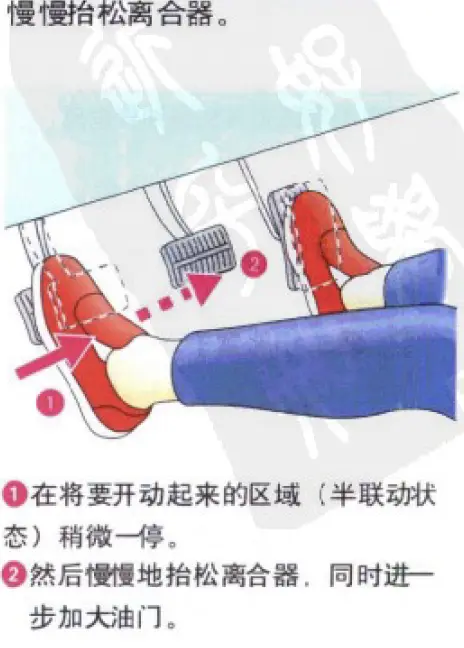 慢慢抬松离合器。
2
1
1 在将要开动起来的区域（半联动状
态）稍微一停。
2 然后慢慢地抬松离合器，同时进一
步加大油门。